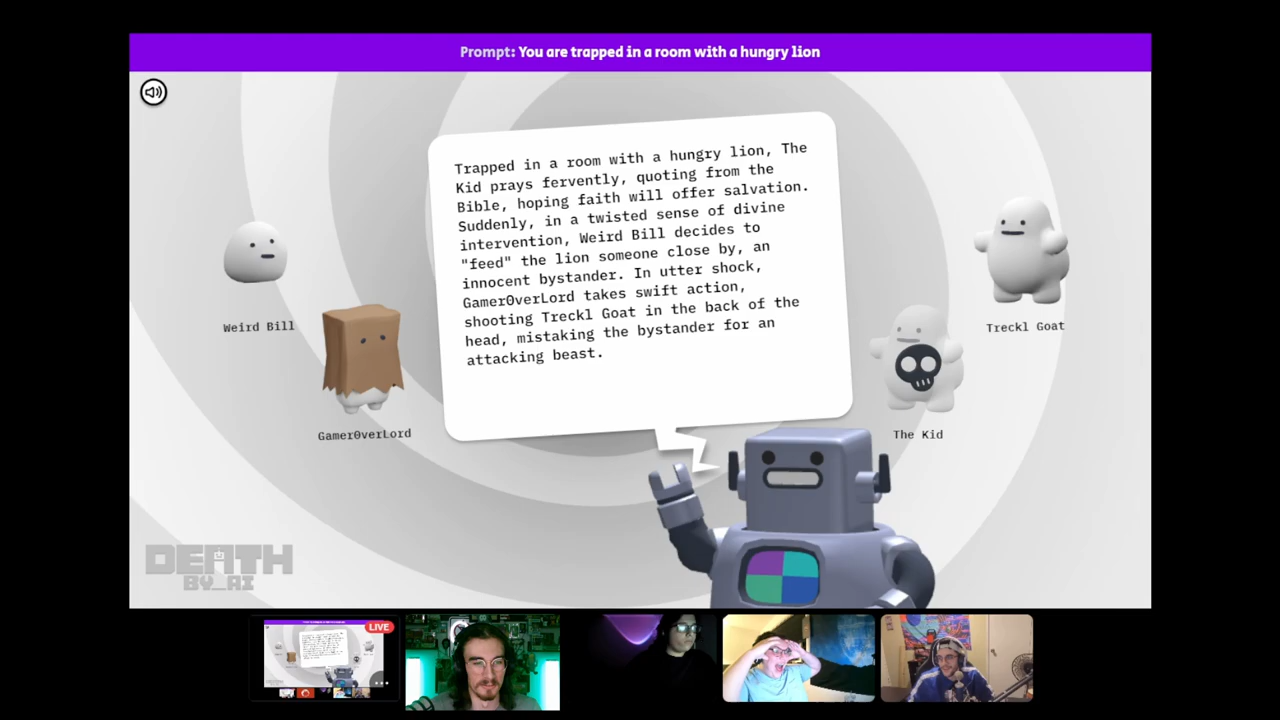 Prompt: You are trapped in a room with a hungry lion
Trapped in a room with a hungry lion, The
Kid prays fervently, quoting from the
Bible, hoping faith will offer salvation.
Suddenly, in a twisted sense of divine
intervention, Weird Bill decides to
"feed" the lion someone close by, an
innocent bystander. In utter shock,
Gamer0verLord takes swift action,
shooting Treckl Goat in the back of the
head, mistaking the bystander for an
attacking beast.
Weird Bill
Gamer0verLord
Treckl Goat
The Kid
DEATH
BY_AI
LIVE